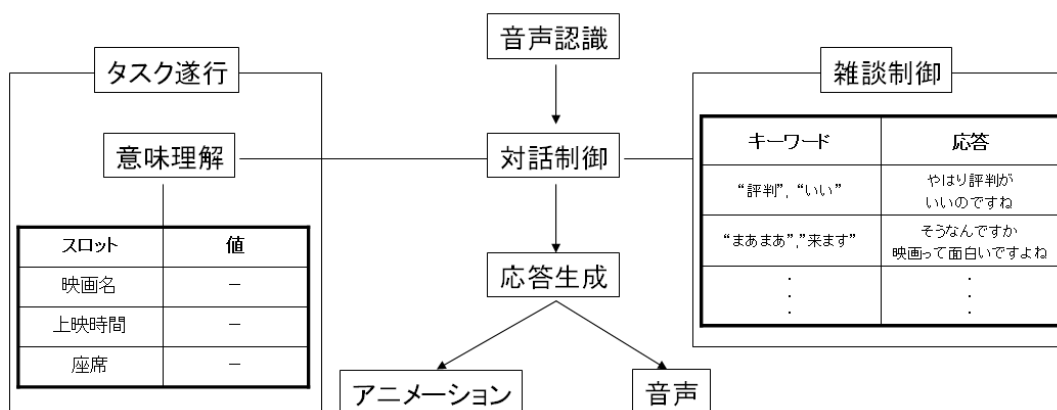 音声認識
タスク遂行
雑談制御
意味理解
対話制御
キーワード 応答
“評判”, “いい” やはり評判が
いいのですね
“まあまあ”,”来ます” そうなんですか
映画って面白いですよね
. .
. .
. .
スロット 値
映画名 －
上映時間 －
座席 －
応答生成
アニメーション
音声